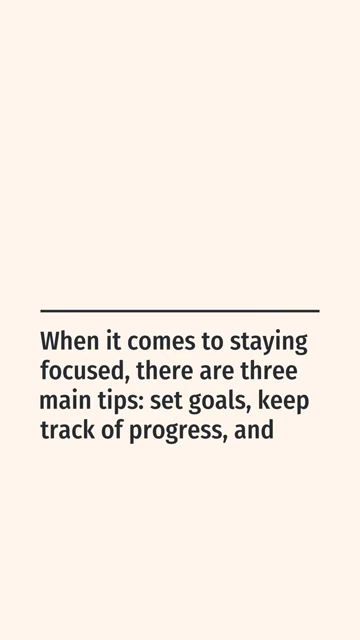 When it comes to staying
focused, there are three
main tips: set goals, keep
track of progress, and